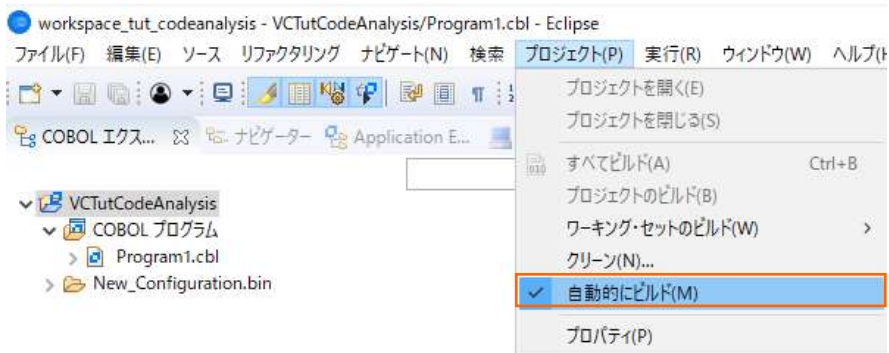 workspace_tut_codeanalysis - VCTutCodeAnalysis/Program1.cbl - Eclipse
ファイル(F) 編集(E) ソース リファクタリング ナビゲート(N) 検索 プロジェクト(P) 実行(R) ウィンドウ(W) ヘルプ(H
プロジェクトを開く(E)
プロジェクトを閉じる(S)
COBOL エクス... ナビゲーター Application E...
すべてビルド(A) Ctrl+B
プロジェクトのビルド(B)
VCTutCodeAnalysis
COBOL プログラム
ワーキング・セットのビルド(W)
Program1.cbl
クリーン(N)...
New_Configuration.bin
自動的にビルド(M)
プロパティ(P)